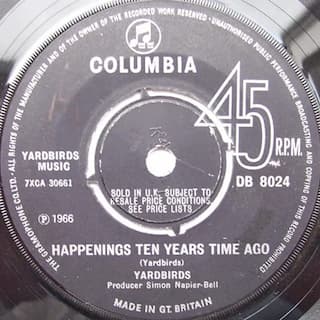 THE GRAMOPHONE CO. LTD. · ALL RIGHTS OF THE MANUFACTURER AND OF THE OWNER OF THE RECORDED WORK RESERVED · UNAUTHORISED PUBLIC PERFORMANCE BROADCASTING AND COPYING OF THIS RECORD PROHIBITED
COLUMBIA
45
R.P.M.
YARDBIRDS
MUSIC
7XCA 30661
DB 8024
SOLD IN U.K. SUBJECT TO
RESALE PRICE CONDITIONS,
SEE PRICE LISTS
Ⓟ 1966
HAPPENINGS TEN YEARS TIME AGO
(Yardbirds)
YARDBIRDS
Producer Simon Napier-Bell
MADE IN GT. BRITAIN